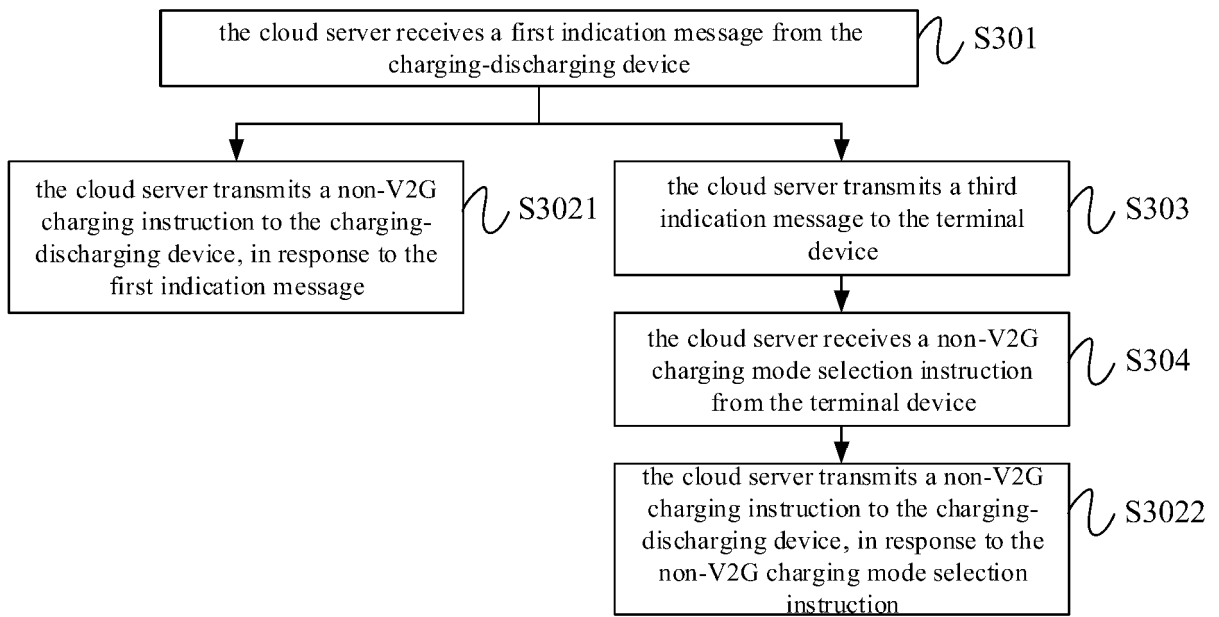 the cloud server receives a first indication message from the
charging-discharging device
S301
the cloud server transmits a non-V2G
charging instruction to the charging-
discharging device, in response to the
first indication message
S3021
the cloud server transmits a third
indication message to the terminal
device
S303
the cloud server receives a non-V2G
charging mode selection instruction
from the terminal device
S304
the cloud server transmits a non-V2G
charging instruction to the charging-
discharging device, in response to the
non-V2G charging mode selection
instruction
S3022